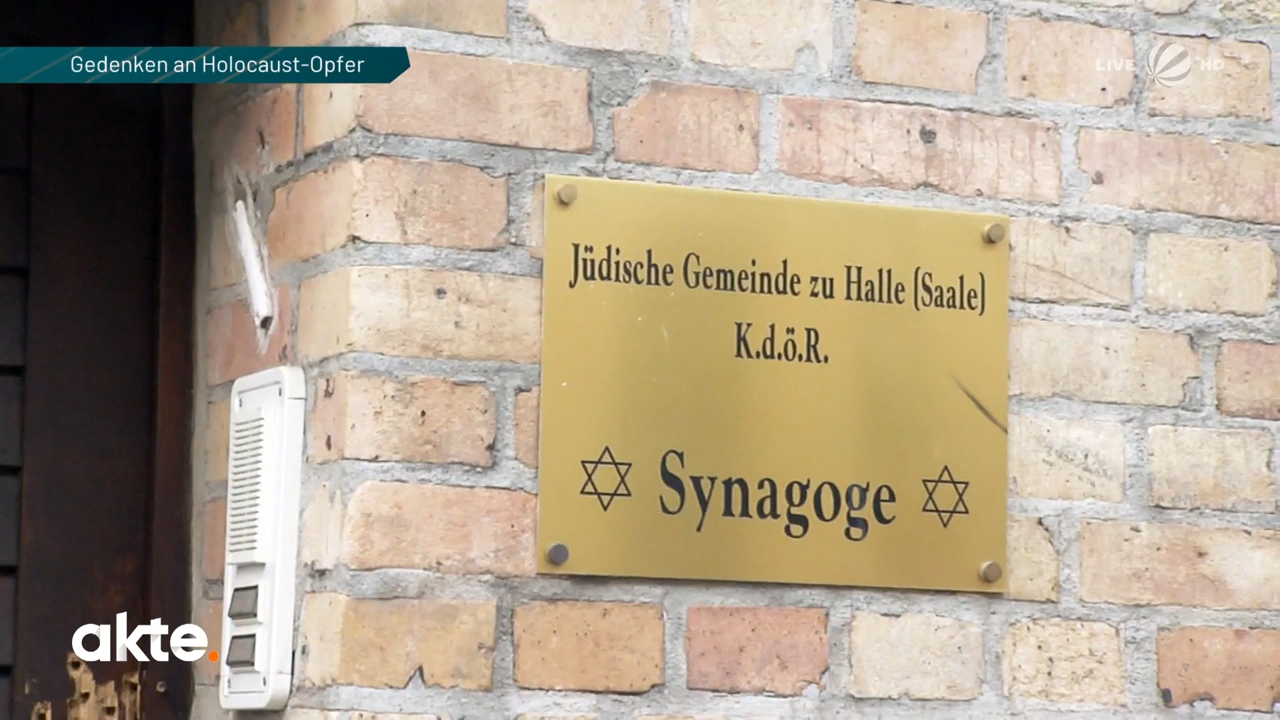 Gedenken an Holocaust-Opfer
LIVE HD
Jüdische Gemeinde zu Halle (Saale)
K.d.ö.R.
Synagoge
akte.